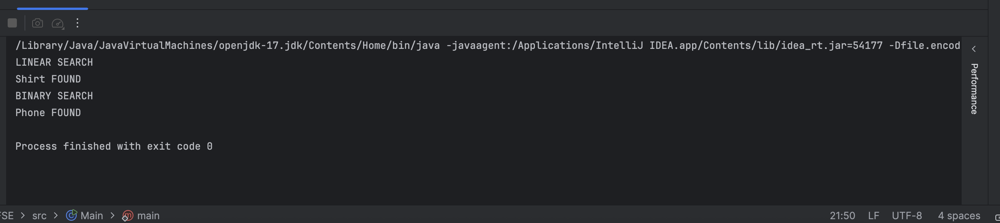 /Library/Java/JavaVirtualMachines/openjdk-17.jdk/Contents/Home/bin/java -javaagent:/Applications/IntelliJ IDEA.app/Contents/lib/idea_rt.jar=54177 -Dfile.encod
LINEAR SEARCH
Shirt FOUND
BINARY SEARCH
Phone FOUND
Process finished with exit code 0
Performance
FSE > src > Main > main
21:50 LF UTF-8 4 spaces